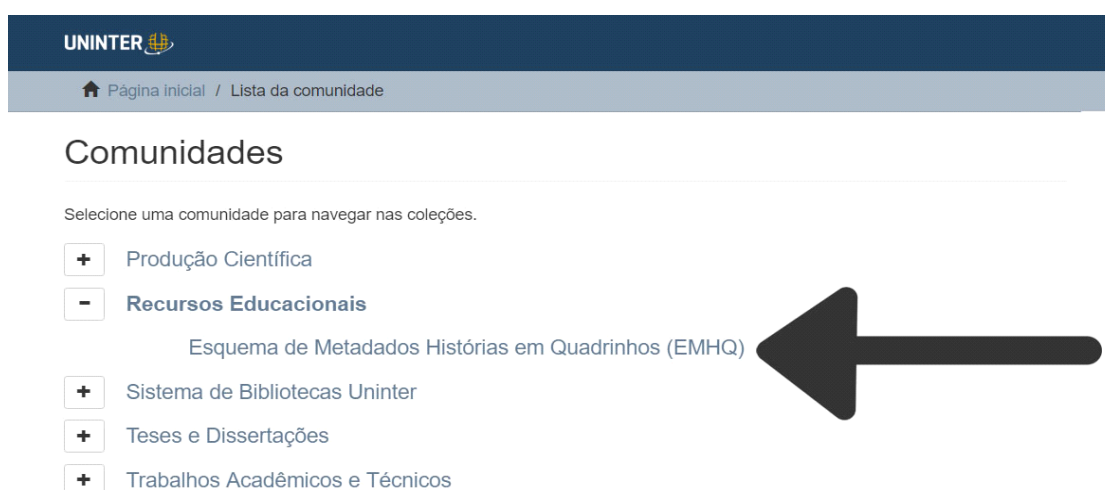 UNINTER
Página inicial / Lista da comunidade
Comunidades
Selecione uma comunidade para navegar nas coleções.
+ Produção Científica
- Recursos Educacionais
Esquema de Metadados Histórias em Quadrinhos (EMHQ)
+ Sistema de Bibliotecas Uninter
+ Teses e Dissertações
+ Trabalhos Acadêmicos e Técnicos